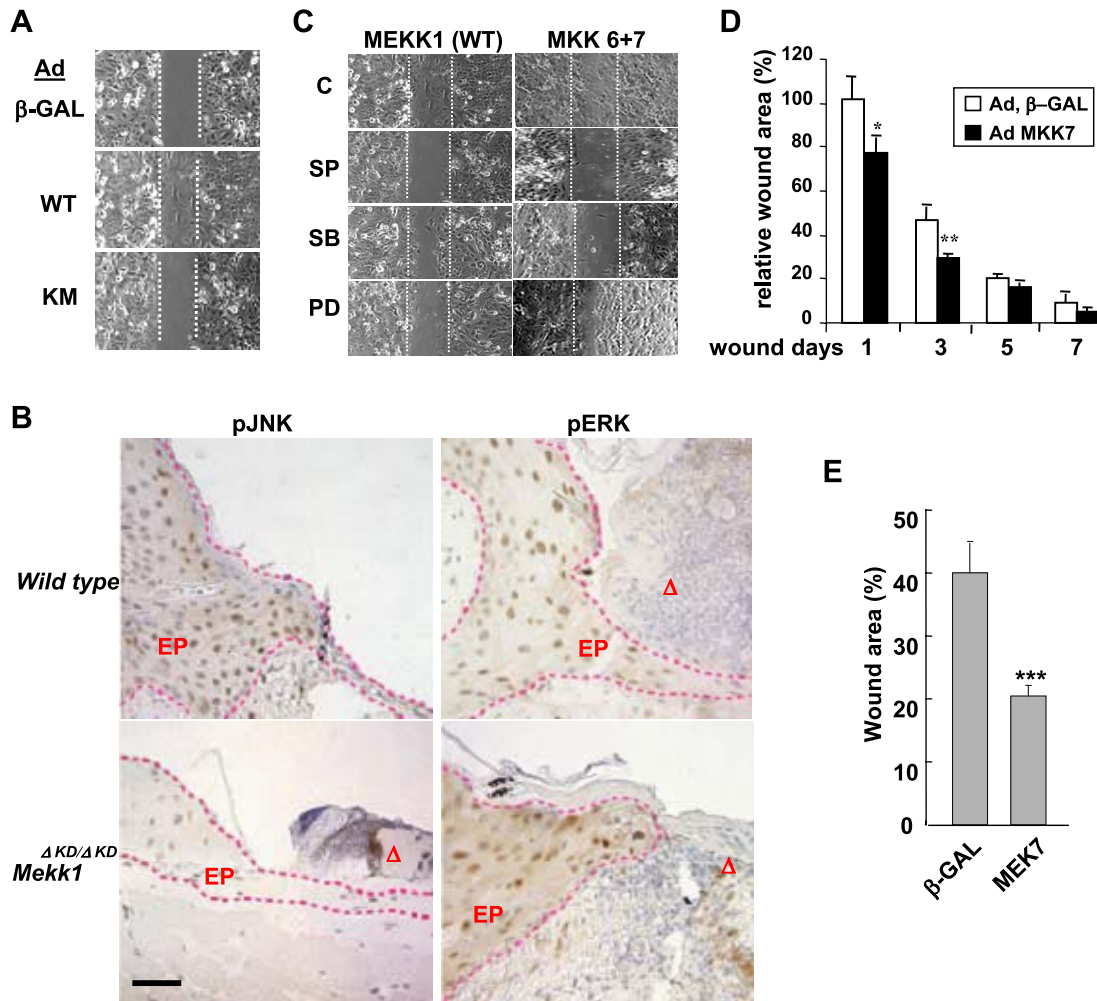 A
Ad
β-GAL
WT
KM
C
MEKK1 (WT)
MKK 6+7
C
SP
SB
PD
D
relative wound area (%)
120
100
80
60
40
20
0
*
**
Ad, β–GAL
Ad MKK7
wound days 1 3 5 7
B
pJNK
pERK
Wild type
EP
EP
Δ
Mekk1 ΔKD/ΔKD
EP
Δ
EP
Δ
E
Wound area (%)
50
40
30
20
10
0
***
β-GAL
MEK7